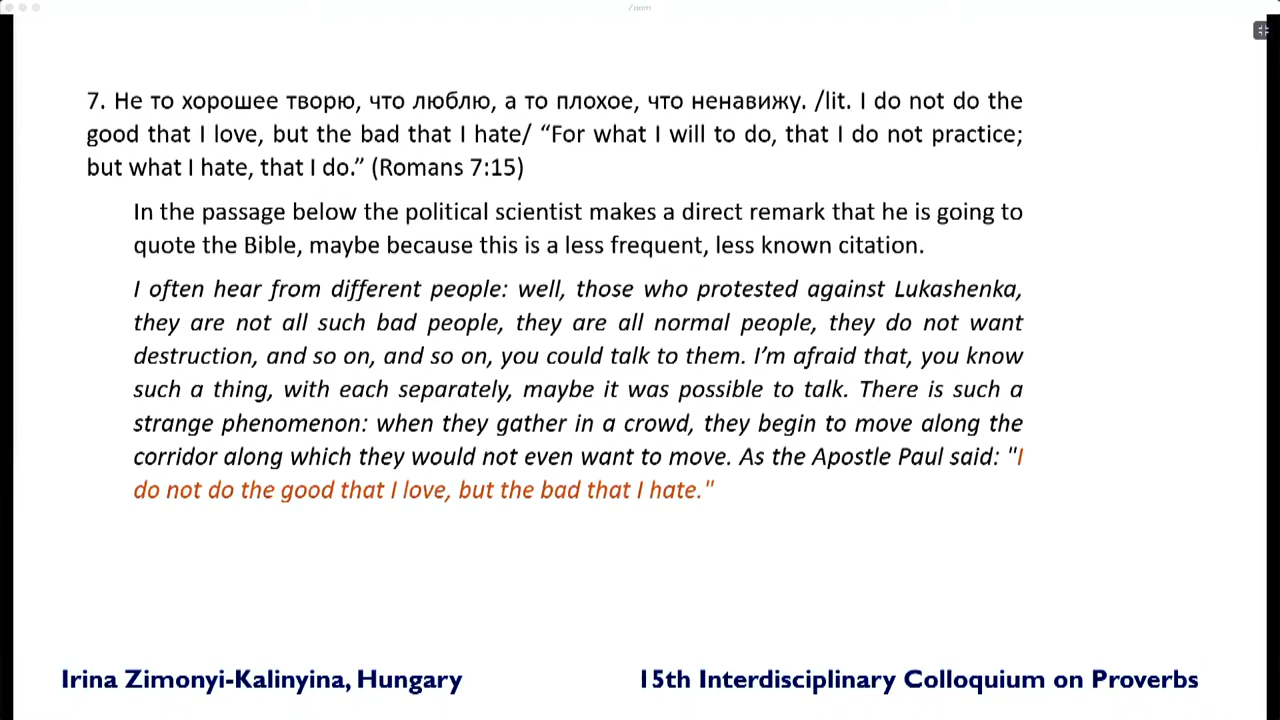 zoom
7. Не то хорошее творю, что люблю, а то плохое, что ненавижу. /lit. I do not do the
good that I love, but the bad that I hate/ “For what I will to do, that I do not practice;
but what I hate, that I do.” (Romans 7:15)
In the passage below the political scientist makes a direct remark that he is going to
quote the Bible, maybe because this is a less frequent, less known citation.
I often hear from different people: well, those who protested against Lukashenka,
they are not all such bad people, they are all normal people, they do not want
destruction, and so on, and so on, you could talk to them. I’m afraid that, you know
such a thing, with each separately, maybe it was possible to talk. There is such a
strange phenomenon: when they gather in a crowd, they begin to move along the
corridor along which they would not even want to move. As the Apostle Paul said: "I
do not do the good that I love, but the bad that I hate."
Irina Zimonyi-Kalinyina, Hungary
15th Interdisciplinary Colloquium on Proverbs